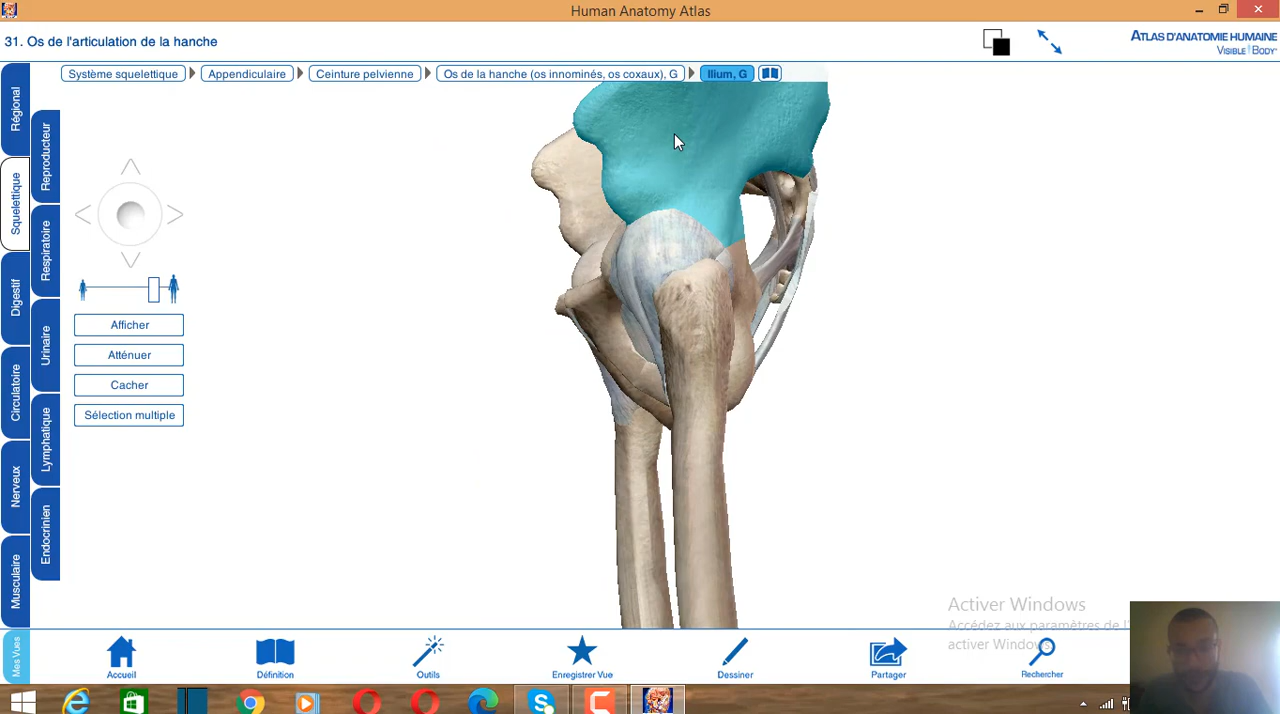 Human Anatomy Atlas
31. Os de l'articulation de la hanche
ATLAS D'ANATOMIE HUMAINE
VISIBLE BODY
Système squelettique
Appendiculaire
Ceinture pelvienne
Os de la hanche (os innominés, os coxaux), G
Ilium, G
Régional
Squelettique
Digestif
Circulatoire
Nerveux
Musculaire
Mes Vues
Reproducteur
Respiratoire
Urinaire
Lymphatique
Endocrinien
Afficher
Atténuer
Cacher
Sélection multiple
Activer Windows
Accédez aux paramètres de l'
activer Windows.
Accueil
Définition
Outils
Enregistrer Vue
Dessiner
Partager
Rechercher